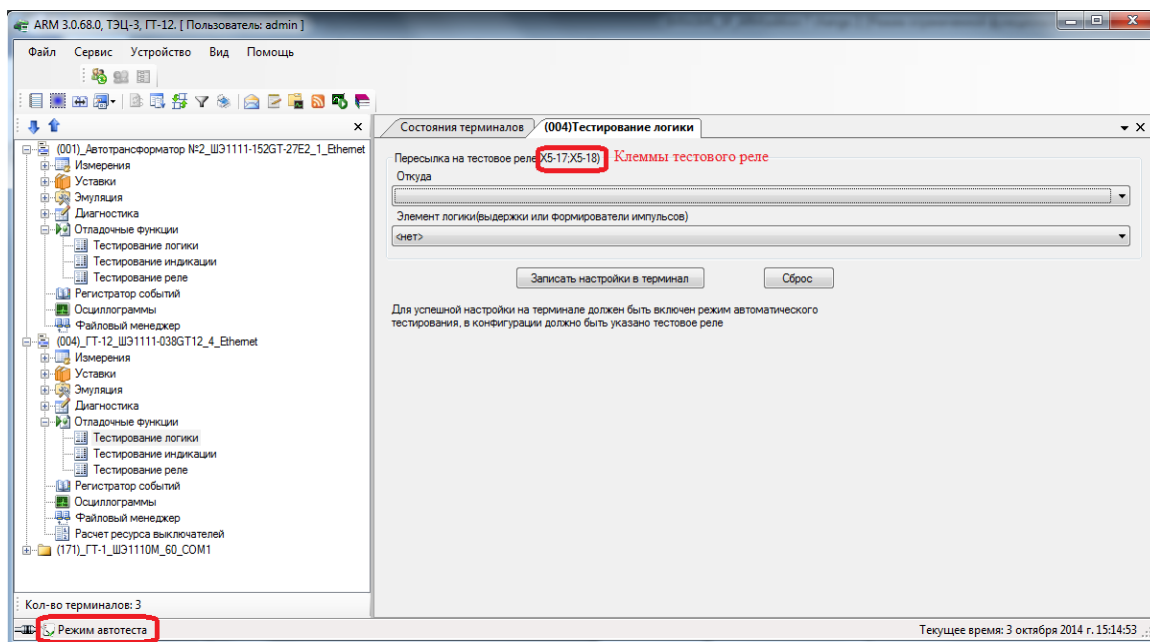 ARM 3.0.68.0, ТЭЦ-3, ГТ-12. [ Пользователь: admin ]
Файл Сервис Устройство Вид Помощь
Состояния терминалов (004)Тестирование логики
(001)_Автотрансформатор №2_ШЭ1111-152GT-27E2_1_Ethernet
Измерения
Уставки
Эмуляция
Диагностика
Отладочные функции
Тестирование логики
Тестирование индикации
Тестирование реле
Регистратор событий
Осциллограммы
Файловый менеджер
(004)_ГТ-12_ШЭ1111-038GT12_4_Ethernet
Измерения
Уставки
Эмуляция
Диагностика
Отладочные функции
Тестирование логики
Тестирование индикации
Тестирование реле
Регистратор событий
Осциллограммы
Файловый менеджер
Расчет ресурса выключателей
(171)_ГТ-1_ШЭ1110М_60_COM1
Кол-во терминалов: 3
Пересылка на тестовое реле(X5-17;X5-18) Клеммы тестового реле
Откуда
Элемент логики(выдержки или формирователи импульсов)
<нет>
Записать настройки в терминал Сброс
Для успешной настройки на терминале должен быть включен режим автоматического
тестирования, в конфигурации должно быть указано тестовое реле
Режим автотеста Текущее время: 3 октября 2014 г. 15:14:53